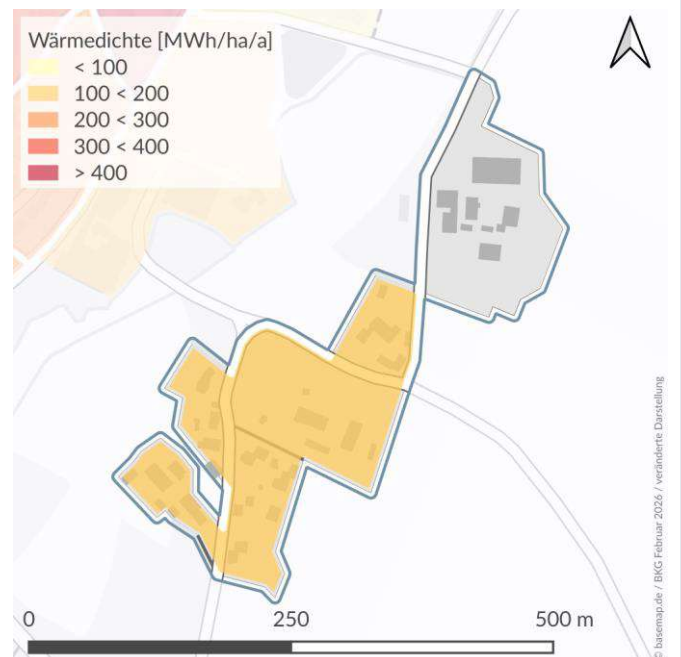 Wärmedichte [MWh/ha/a]
< 100
100 < 200
200 < 300
300 < 400
> 400
0 250 500 m
© basemap.de / BKG Februar 2026 / veränderte Darstellung